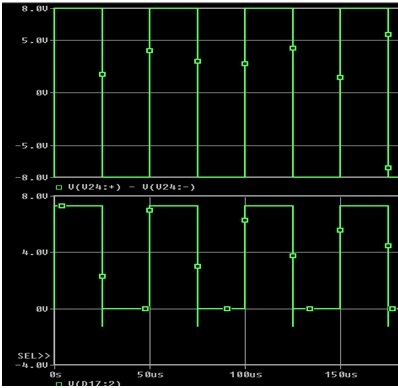 8.0V
5.0V
0V
-5.0V
-8.0V
V(V24:+) - V(V24:-)
8.0V
4.0V
0V
SEL>>
-4.0V
0s 50us 100us 150us
V(D17:2)